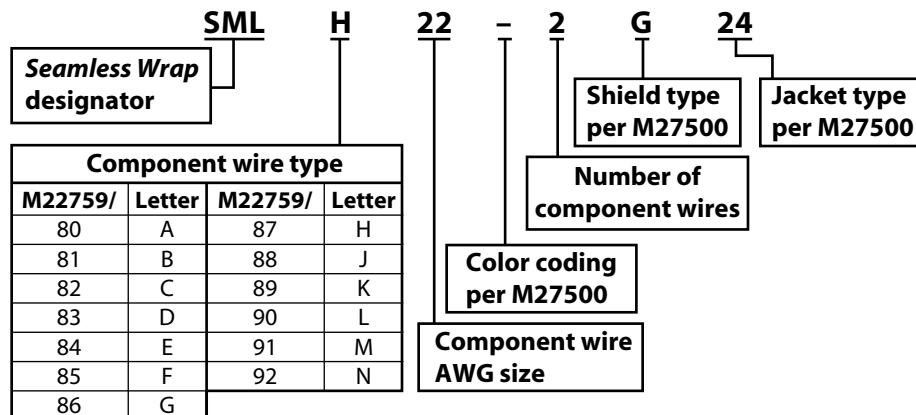 SML H 22 – 2 G 24
Seamless Wrap
designator
Shield type
per M27500
Jacket type
per M27500
Component wire type
M22759/ Letter M22759/ Letter
80 A 87 H
81 B 88 J
82 C 89 K
83 D 90 L
84 E 91 M
85 F 92 N
86 G
Number of
component wires
Color coding
per M27500
Component wire
AWG size